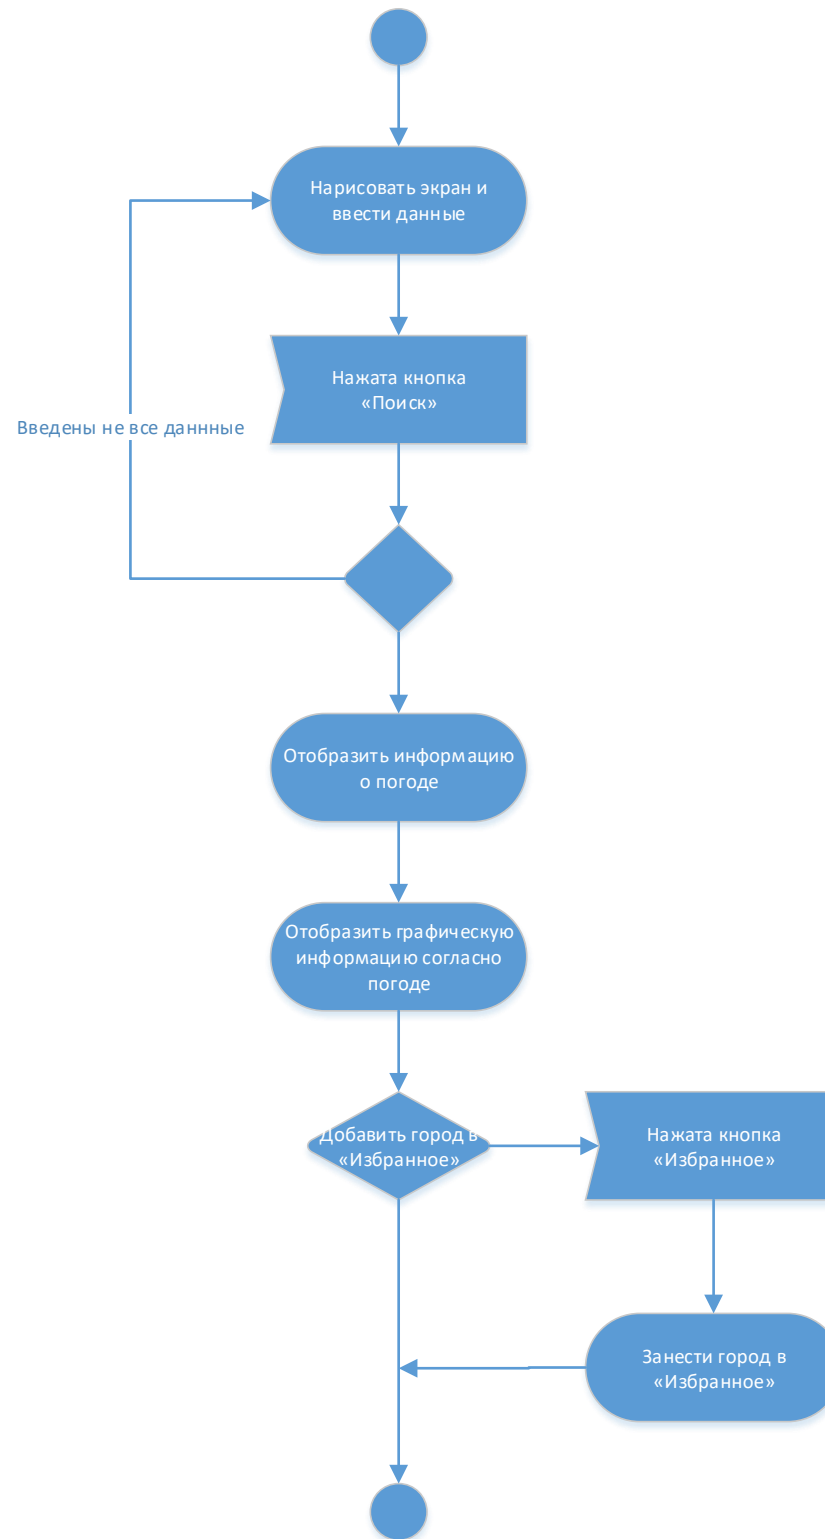 Нарисовать экран и
ввести данные
Нажата кнопка
«Поиск»
Введены не все даннные
Отобразить информацию
о погоде
Отобразить графическую
информацию согласно
погоде
Добавить город в
«Избранное»
Нажата кнопка
«Избранное»
Занести город в
«Избранное»